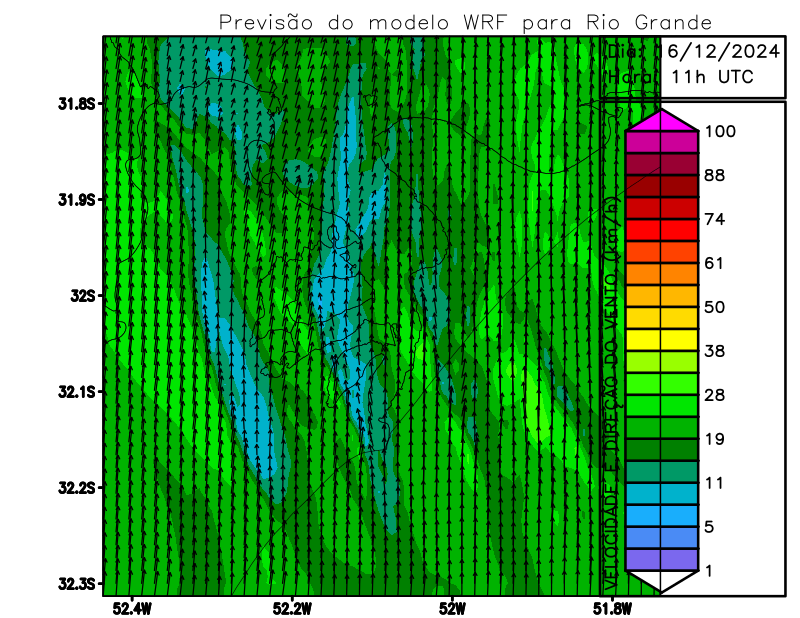 Previsão do modelo WRF para Rio Grande
Dia: 16/12/2024
Hora: 11h UTC
31.8S
31.9S
32S
32.1S
32.2S
32.3S
52.4W
52.2W
52W
51.8W
VELOCIDADE E DIREÇÃO DO VENTO (km/h)
100
88
74
61
50
38
28
19
11
5
1